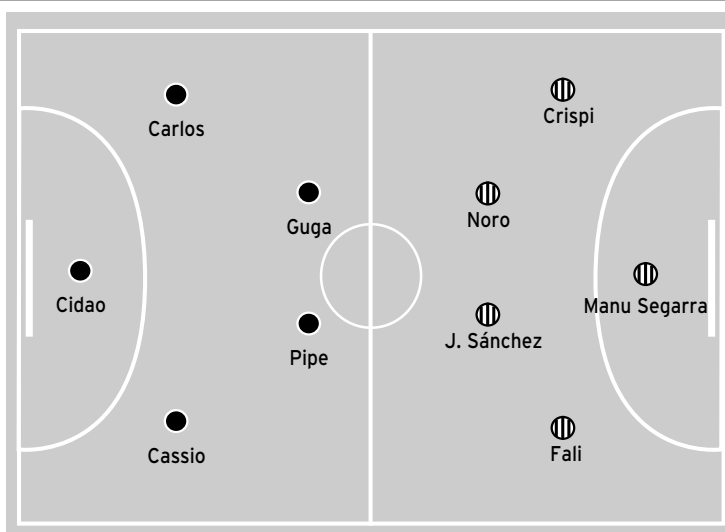 Crispi
Carlos
Guga
Noro
Cidao
Manu Segarra
J. Sánchez
Pipe
Cassio
Fali